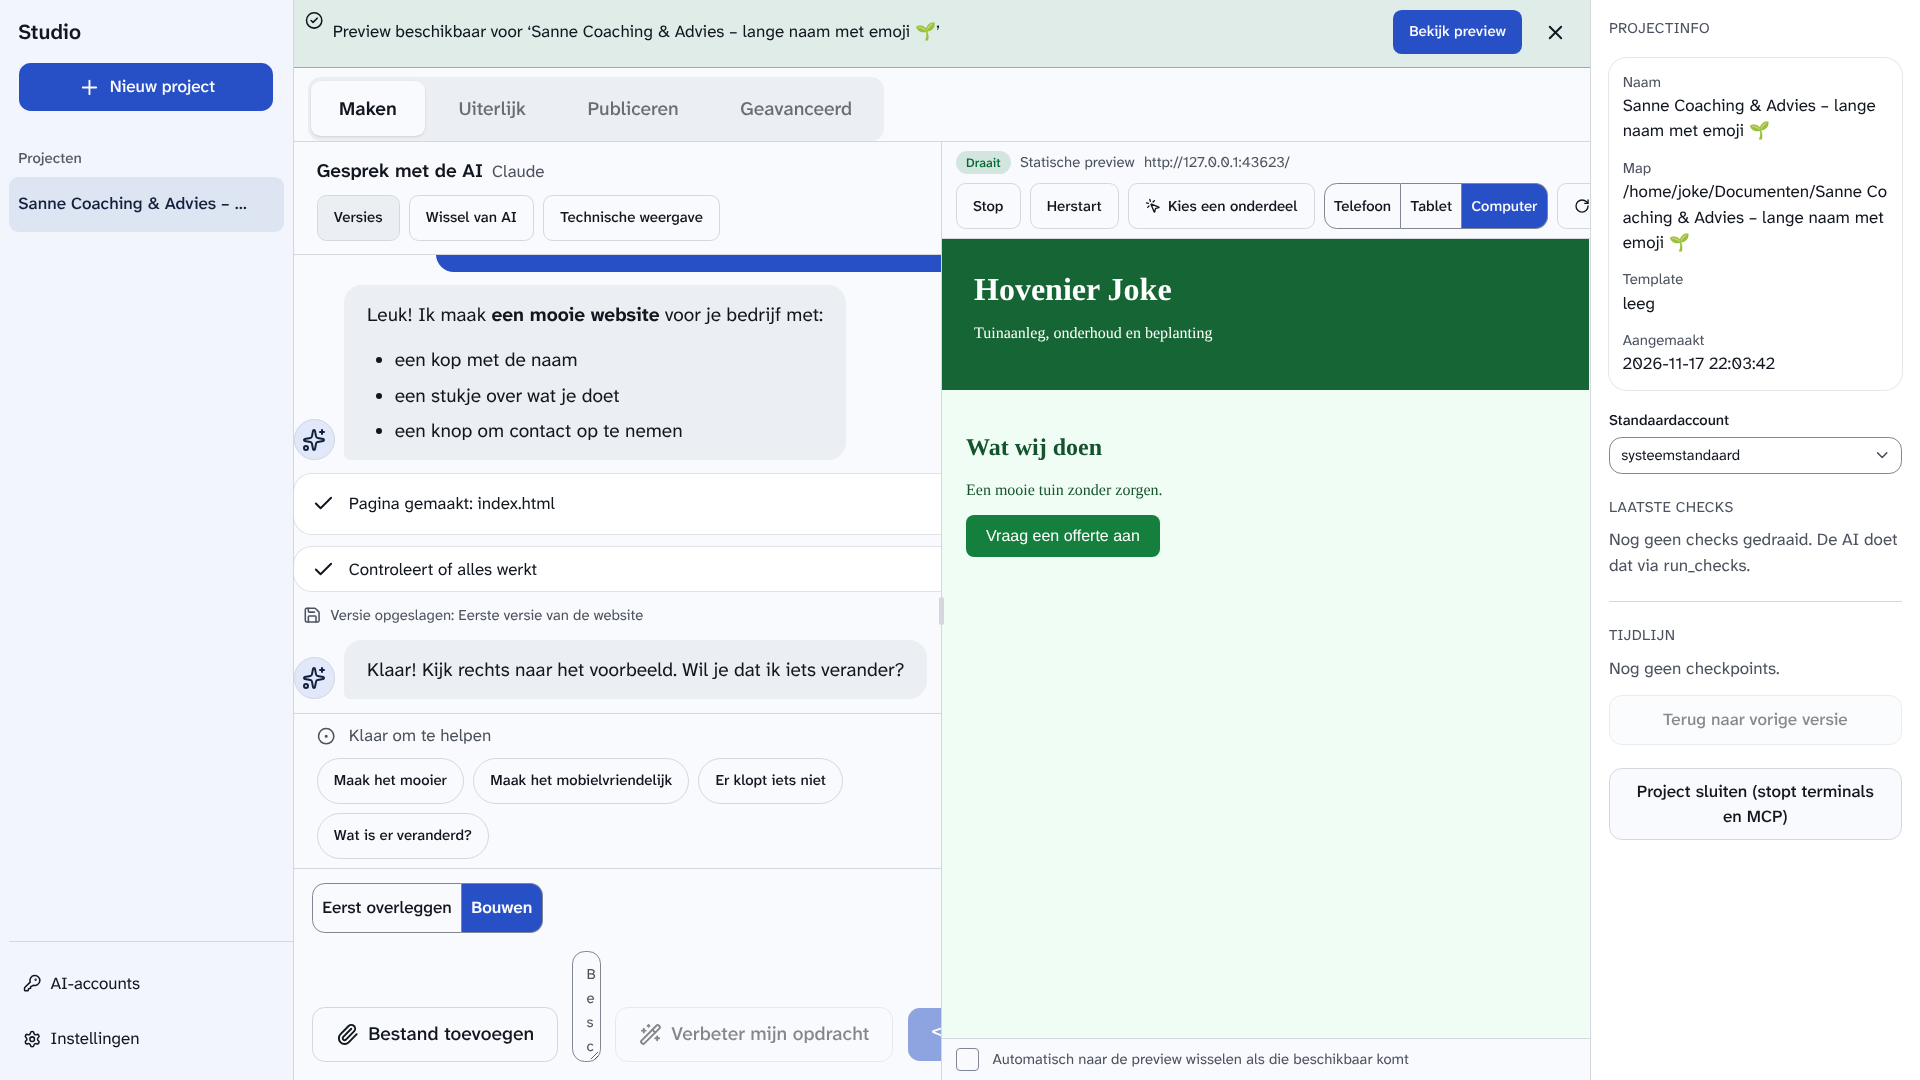 Studio
Nieuw project
Projecten
Sanne Coaching & Advies – ...
AI-accounts
Instellingen
Preview beschikbaar voor ‘Sanne Coaching & Advies – lange naam met emoji 🌱’
Bekijk preview
Maken
Uiterlijk
Publiceren
Geavanceerd
Gesprek met de AI Claude
Versies
Wissel van AI
Technische weergave
Leuk! Ik maak een mooie website voor je bedrijf met:
• een kop met de naam
• een stukje over wat je doet
• een knop om contact op te nemen
Pagina gemaakt: index.html
Controleert of alles werkt
Versie opgeslagen: Eerste versie van de website
Klaar! Kijk rechts naar het voorbeeld. Wil je dat ik iets verander?
Klaar om te helpen
Maak het mooier
Maak het mobielvriendelijk
Er klopt iets niet
Wat is er veranderd?
Eerst overleggen
Bouwen
Bestand toevoegen
B
e
s
c
Verbeter mijn opdracht
Draait
Statische preview
http://127.0.0.1:43623/
Stop
Herstart
Kies een onderdeel
Telefoon
Tablet
Computer
Hovenier Joke
Tuinaanleg, onderhoud en beplanting
Wat wij doen
Een mooie tuin zonder zorgen.
Vraag een offerte aan
Automatisch naar de preview wisselen als die beschikbaar komt
PROJECTINFO
Naam
Sanne Coaching & Advies – lange
naam met emoji 🌱
Map
/home/joke/Documenten/Sanne Co
aching & Advies – lange naam met
emoji 🌱
Template
leeg
Aangemaakt
2026-11-17 22:03:42
Standaardaccount
systeemstandaard
LAATSTE CHECKS
Nog geen checks gedraaid. De AI doet
dat via run_checks.
TIJDLIJN
Nog geen checkpoints.
Terug naar vorige versie
Project sluiten (stopt terminals
en MCP)